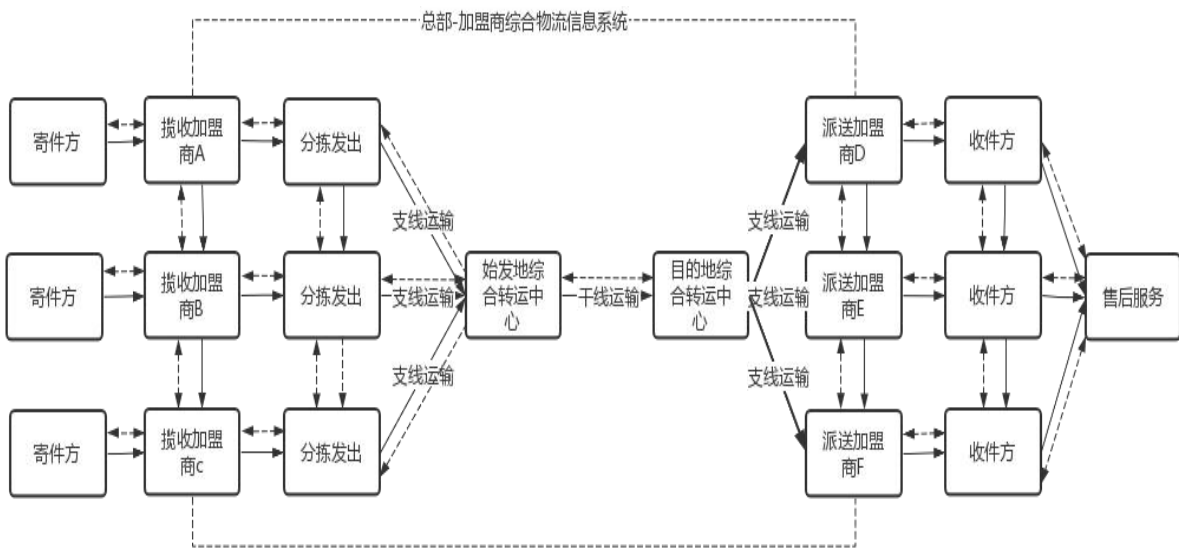 总部-加盟商综合物流信息系统
寄件方
揽收加盟
商A
分拣发出
派送加盟
商D
收件方
支线运输
支线运输
寄件方
揽收加盟
商B
分拣发出
支线运输
始发地综
合转运中
心
干线运输
目的地综
合转运中
心
支线运输
派送加盟
商E
收件方
售后服务
支线运输
支线运输
寄件方
揽收加盟
商c
分拣发出
派送加盟
商F
收件方